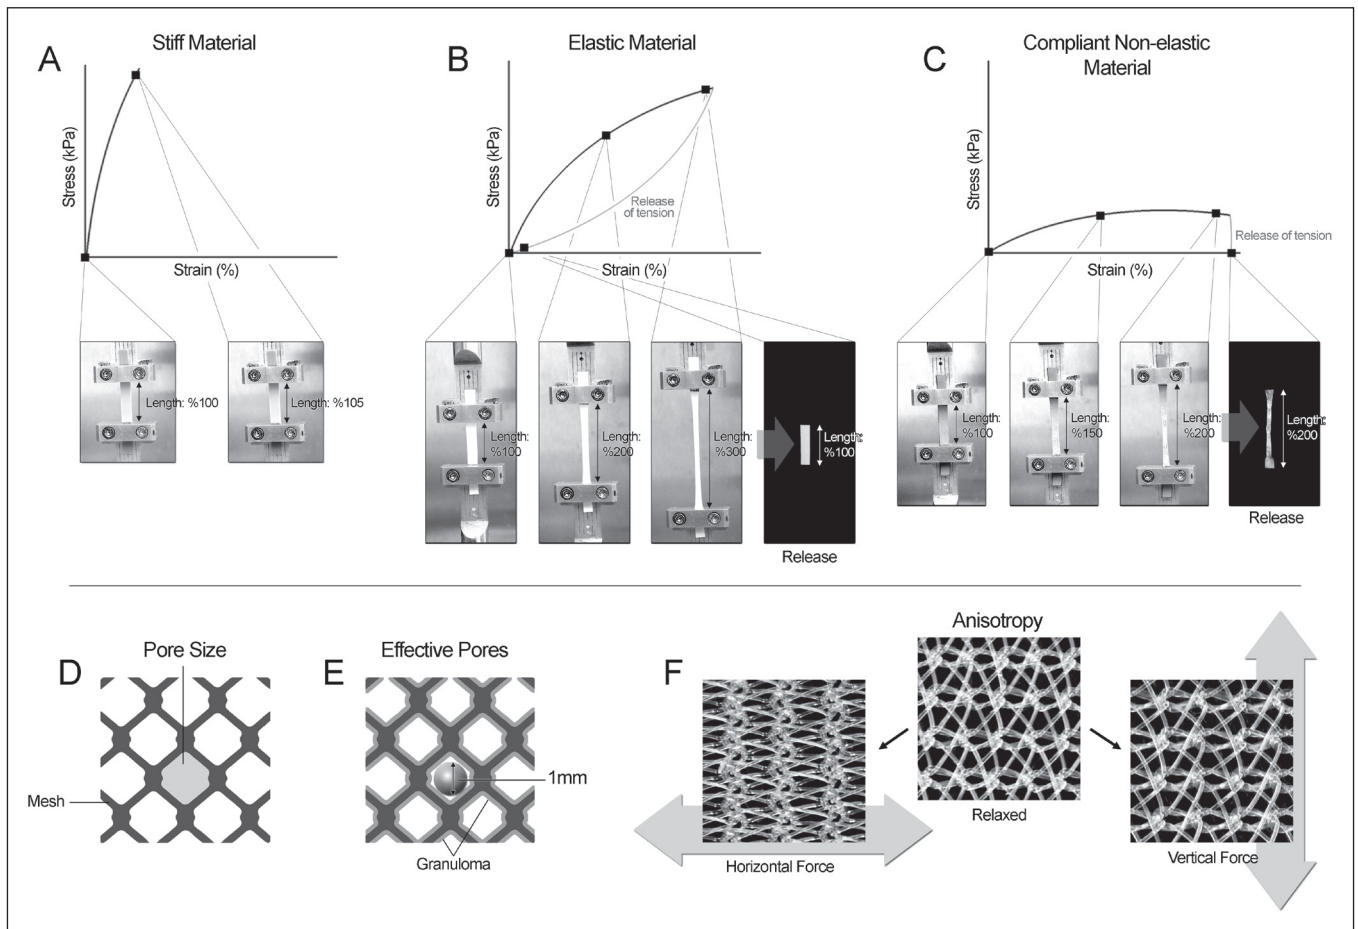 A
Stiff Material
Stress (kPa)
Strain (%)
Length: %100
Length: %105
B
Elastic Material
Stress (kPa)
Release
of tension
Strain (%)
Length:
%100
Length:
%200
Length:
%300
Length:
%100
Release
C
Compliant Non-elastic
Material
Stress (kPa)
Release of tension
Strain (%)
Length:
%100
Length:
%150
Length:
%200
Length:
%200
Release
D
Pore Size
Mesh
E
Effective Pores
1mm
Granuloma
F
Anisotropy
Relaxed
Horizontal Force
Vertical Force